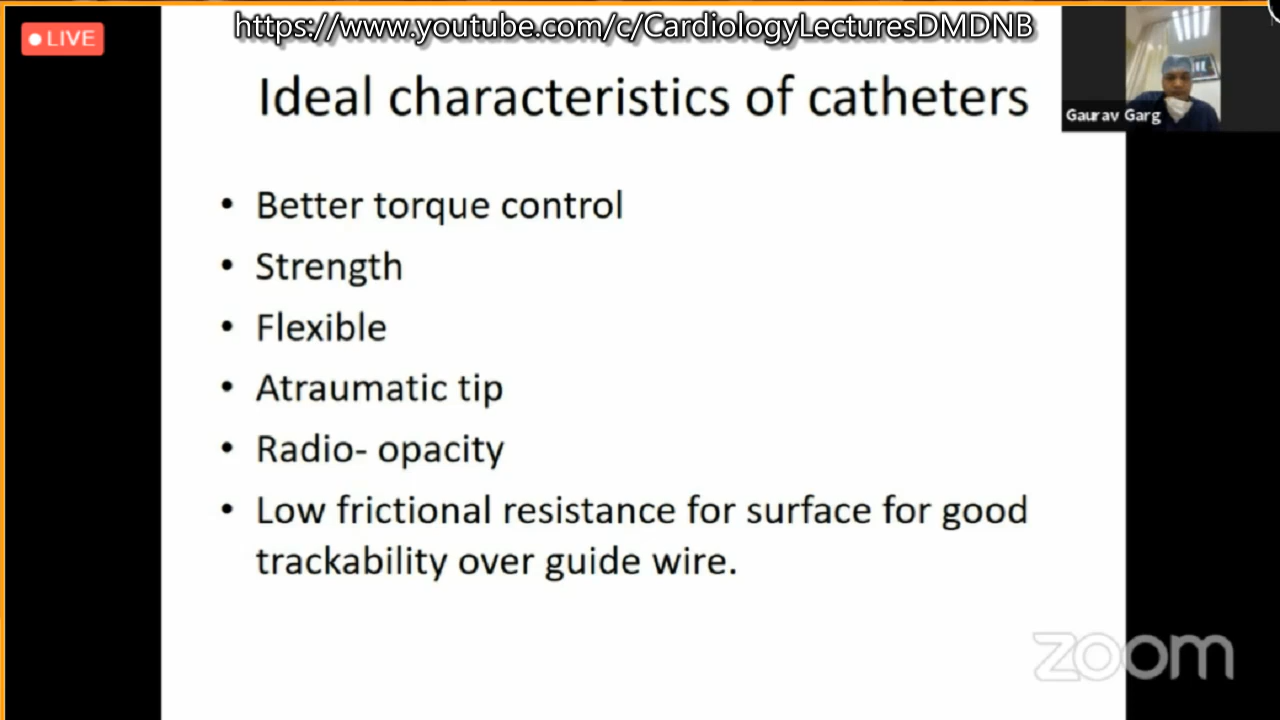 https://www.youtube.com/c/CardiologyLecturesDMDNB
LIVE
Ideal characteristics of catheters
Gaurav Garg
• Better torque control
• Strength
• Flexible
• Atraumatic tip
• Radio- opacity
• Low frictional resistance for surface for good
trackability over guide wire.
zoom